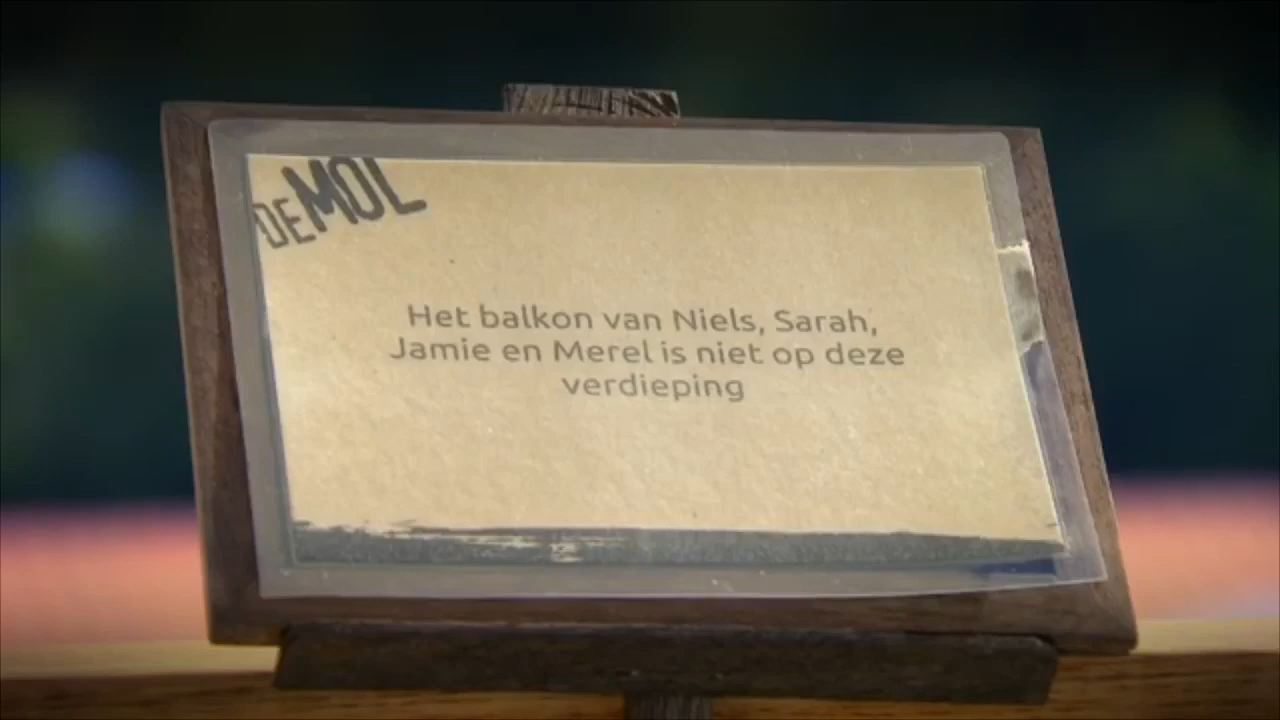 DE MOL
Het balkon van Niels, Sarah,
Jamie en Merel is niet op deze
verdieping